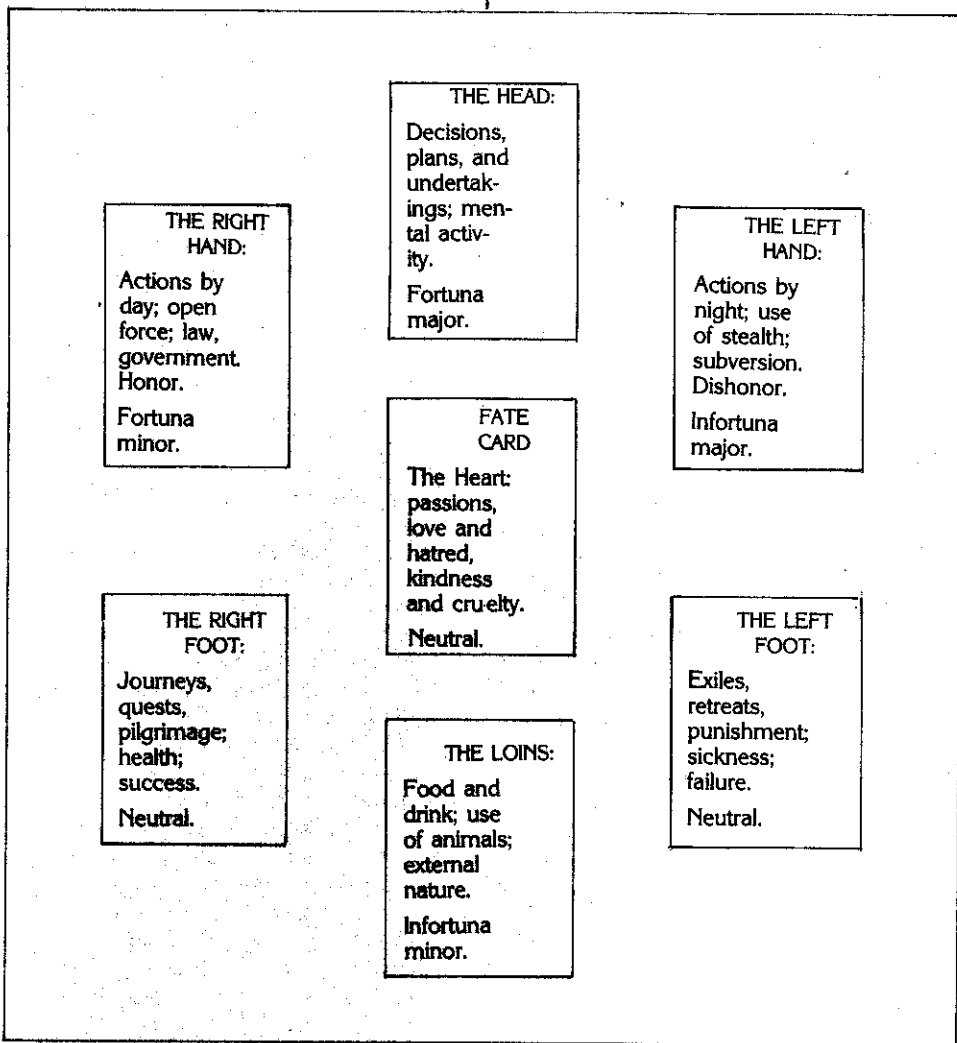 THE HEAD:
Decisions,
plans, and
undertak-
ings; men-
tal activ-
ity.
Fortuna
major.
THE RIGHT
HAND:
Actions by
day; open
force; law,
government.
Honor.
Fortuna
minor.
THE LEFT
HAND:
Actions by
night; use
of stealth;
subversion.
Dishonor.
Infortuna
major.
FATE
CARD
The Heart:
passions,
love and
hatred,
kindness
and cruelty.
Neutral.
THE RIGHT
FOOT:
Journeys,
quests,
pilgrimage;
health;
success.
Neutral.
THE LEFT
FOOT:
Exiles,
retreats,
punishment;
sickness;
failure.
Neutral.
THE LOINS:
Food and
drink; use
of animals;
external
nature.
Infortuna
minor.